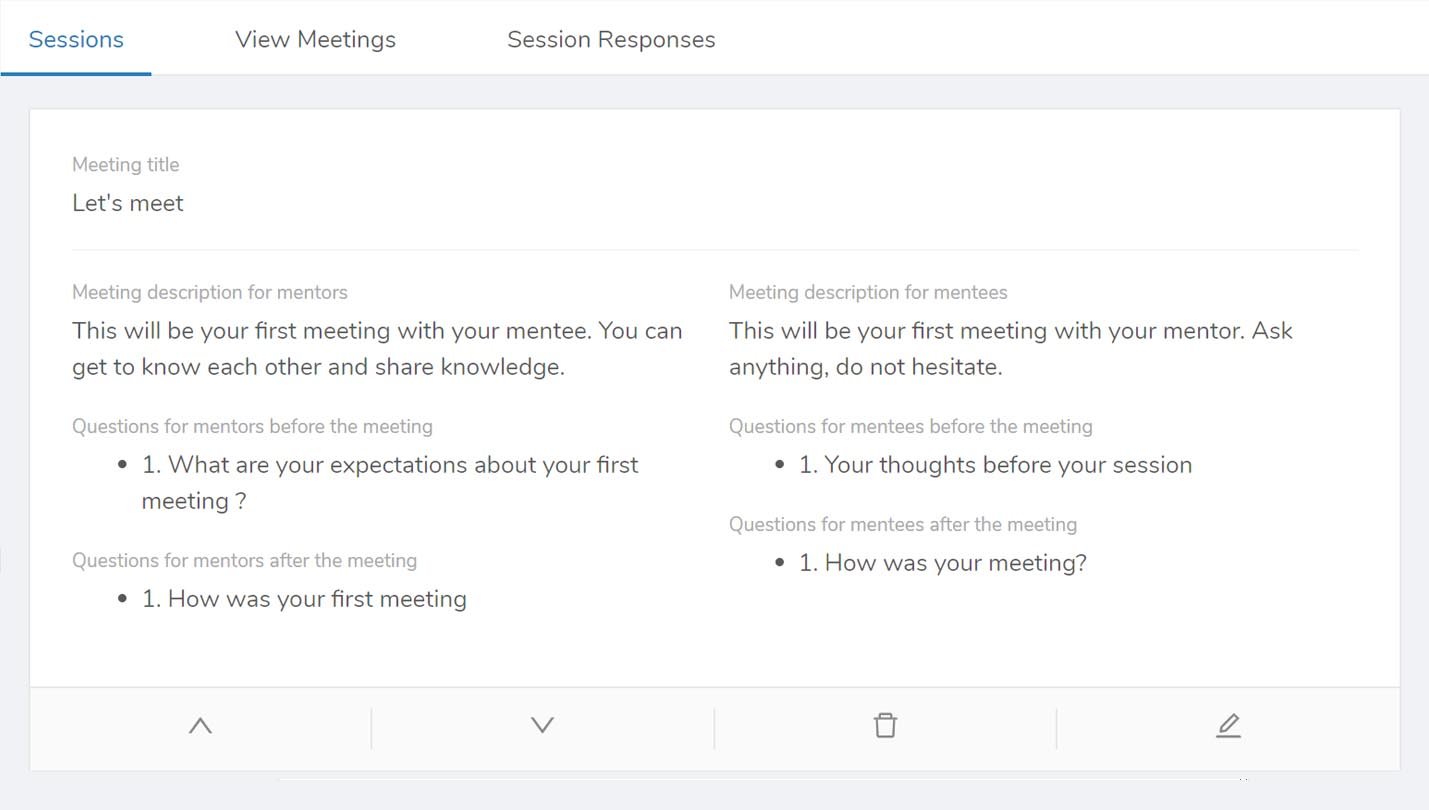 Sessions
View Meetings
Session Responses
Meeting title
Let's meet
Meeting description for mentors
This will be your first meeting with your mentee. You can
get to know each other and share knowledge.
Questions for mentors before the meeting
• 1. What are your expectations about your first
meeting ?
Questions for mentors after the meeting
• 1. How was your first meeting
Meeting description for mentees
This will be your first meeting with your mentor. Ask
anything, do not hesitate.
Questions for mentees before the meeting
• 1. Your thoughts before your session
Questions for mentees after the meeting
• 1. How was your meeting?